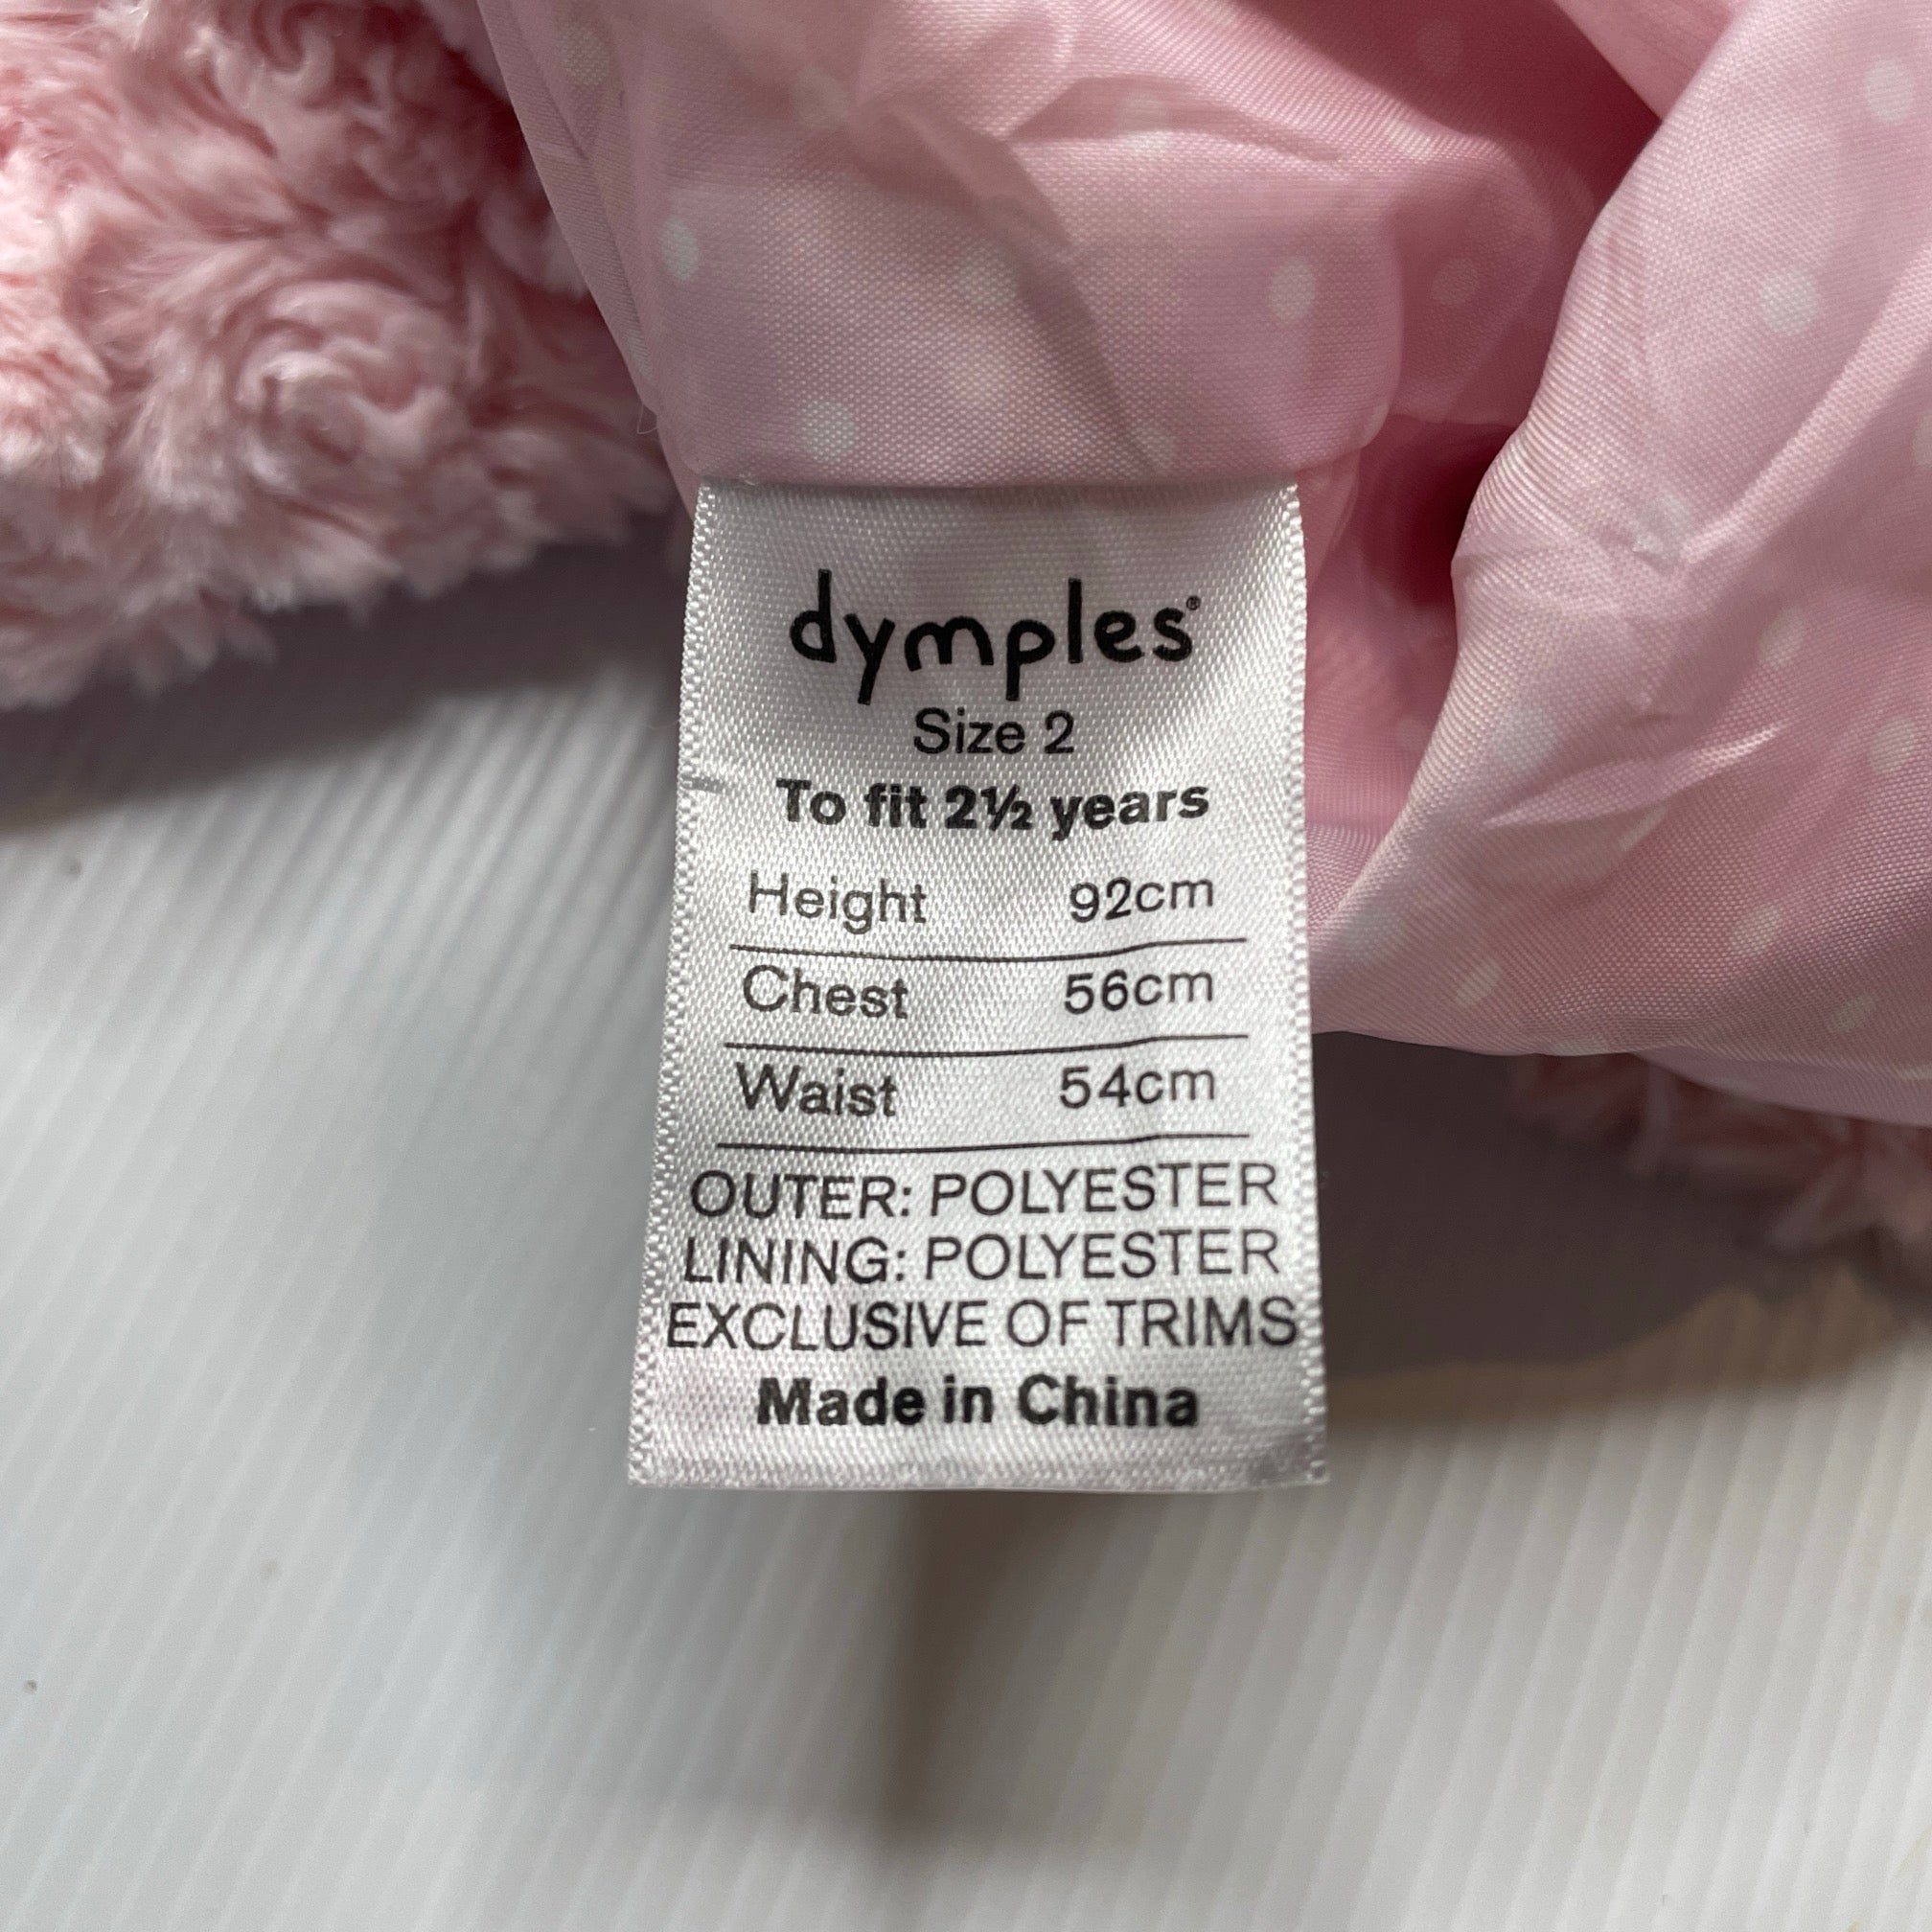 dymples®
Size 2
To fit 2½ years
Height 92cm
Chest 56cm
Waist 54cm
OUTER: POLYESTER
LINING: POLYESTER
EXCLUSIVE OF TRIMS
Made in China